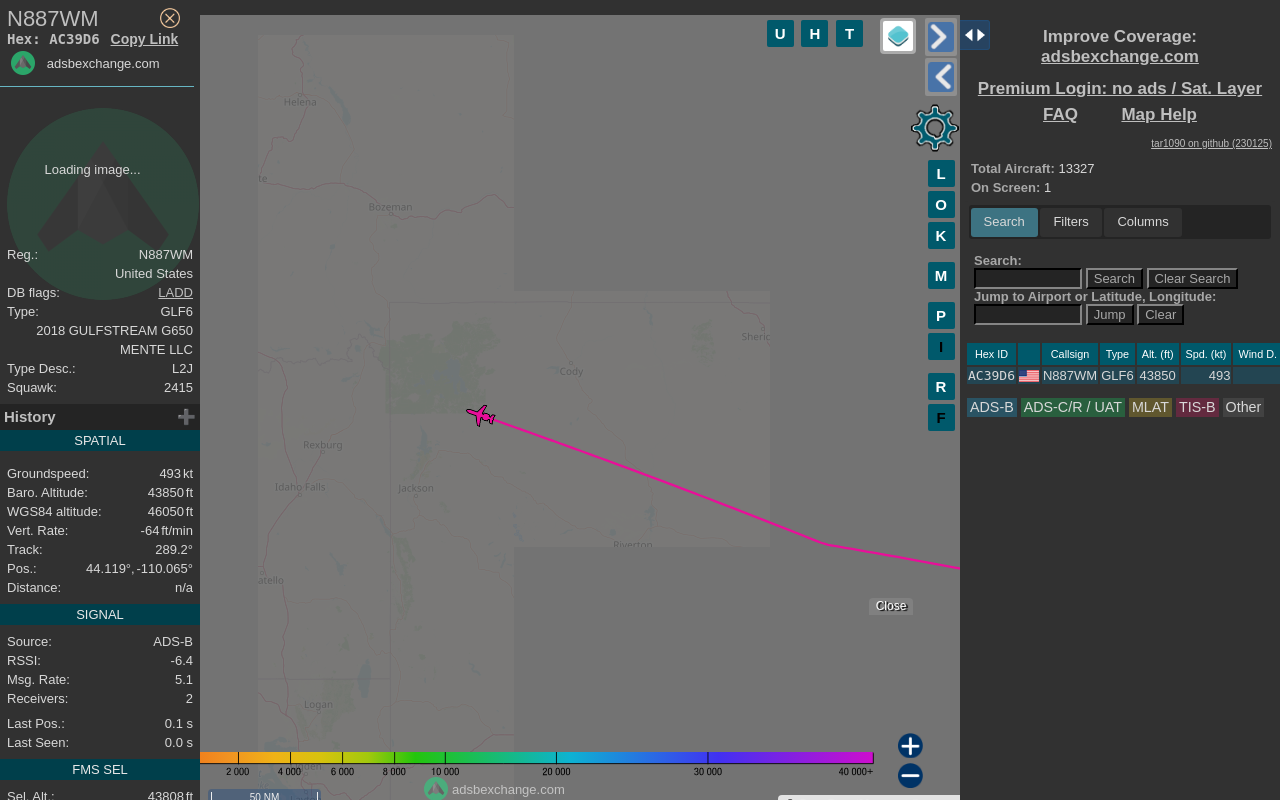 N887WM
Hex: AC39D6 Copy Link
adsbexchange.com
Loading image...
Reg.: N887WM
United States
DB flags: LADD
Type: GLF6
2018 GULFSTREAM G650
MENTE LLC
Type Desc.: L2J
Squawk: 2415
History
SPATIAL
Groundspeed: 493 kt
Baro. Altitude: 43850 ft
WGS84 altitude: 46050 ft
Vert. Rate: -64 ft/min
Track: 289.2°
Pos.: 44.119°, -110.065°
Distance: n/a
SIGNAL
Source: ADS-B
RSSI: -6.4
Msg. Rate: 5.1
Receivers: 2
Last Pos.: 0.1 s
Last Seen: 0.0 s
FMS SEL
Sel. Alt.: 43808 ft
U H T
L
O
K
M
P
I
R
F
Helena
te
Bozeman
Sheric
Cody
Rexburg
Idaho Falls
Jackson
Riverton
atello
Logan
den
Close
2 000 4 000 6 000 8 000 10 000 20 000 30 000 40 000+
adsbexchange.com
50 NM
Improve Coverage:
adsbexchange.com
Premium Login: no ads / Sat. Layer
FAQ Map Help
tar1090 on github (230125)
Total Aircraft: 13327
On Screen: 1
Search Filters Columns
Search:
Search Clear Search
Jump to Airport or Latitude, Longitude:
Jump Clear
Hex ID Callsign Type Alt. (ft) Spd. (kt) Wind D.
AC39D6 N887WM GLF6 43850 493
ADS-B ADS-C/R / UAT MLAT TIS-B Other